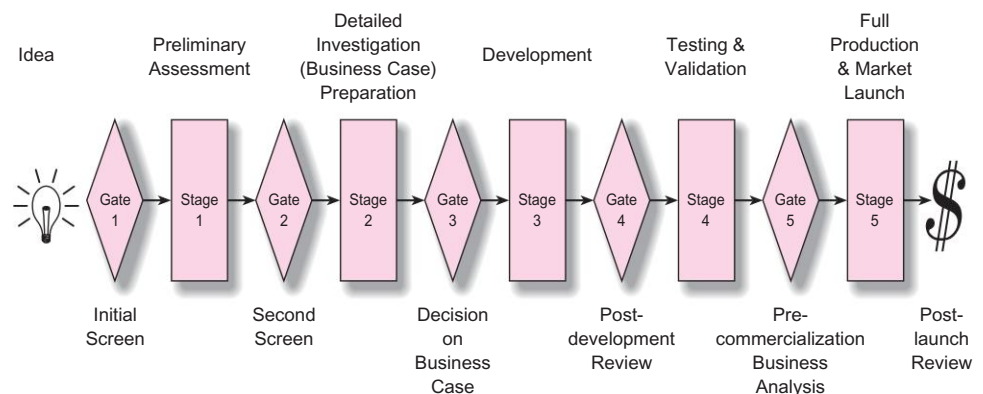 Idea
Preliminary
Assessment
Detailed
Investigation
(Business Case)
Preparation
Development
Testing &
Validation
Full
Production
& Market
Launch
Gate
1
Stage
1
Gate
2
Stage
2
Gate
3
Stage
3
Gate
4
Stage
4
Gate
5
Stage
5
$
Initial
Screen
Second
Screen
Decision
on
Business
Case
Post-
development
Review
Pre-
commercialization
Business
Analysis
Post-
launch
Review